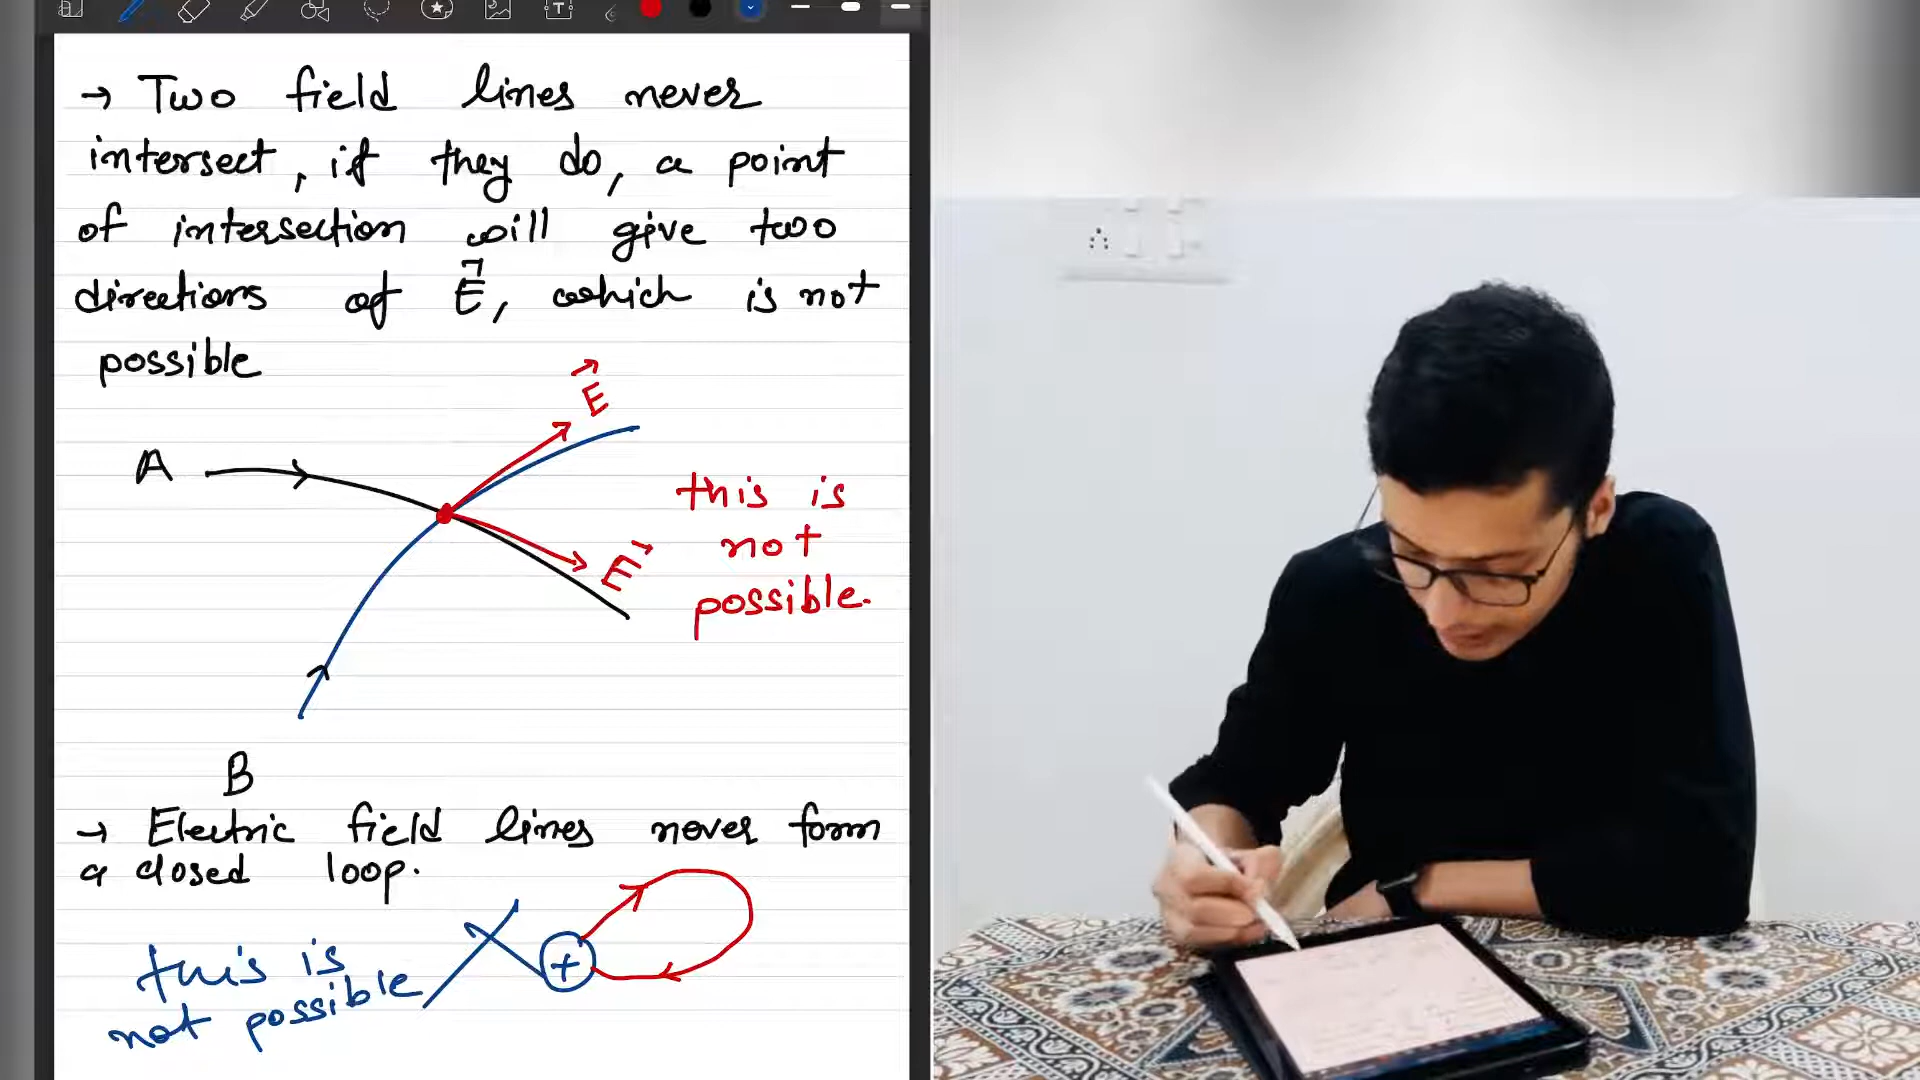 → Two field lines never
intersect, if they do, a point
of intersection will give two
directions of E⃗, which is not
possible
E⃗
A
this is
not
possible.
E⃗
B
→ Electric field lines never form
a closed loop.
this is
not possible
+